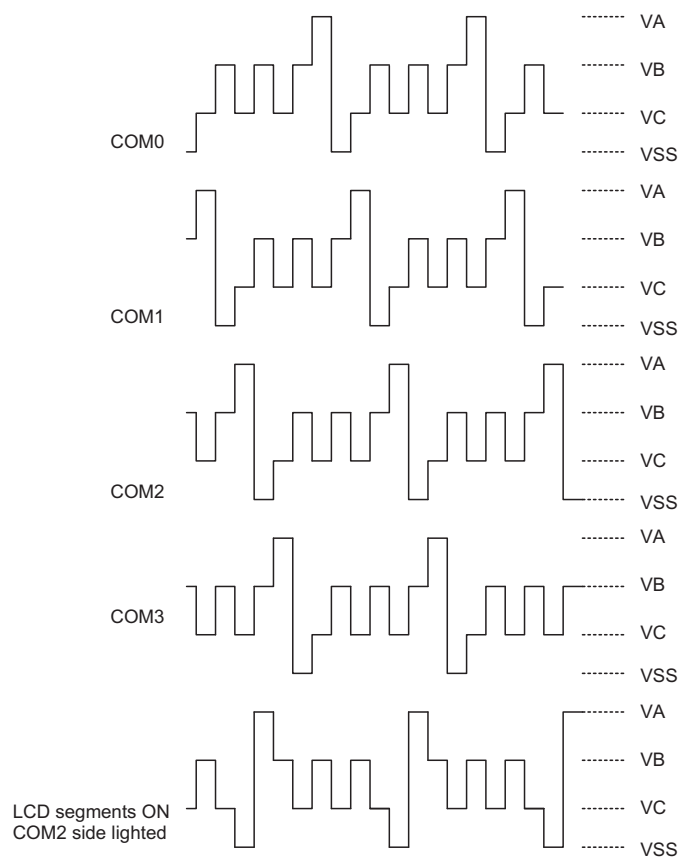 VA
VB
VC
COM0
VSS
VA
VB
VC
COM1
VSS
VA
VB
VC
COM2
VSS
VA
VB
COM3
VC
VSS
VA
VB
LCD segments ON
COM2 side lighted
VC
VSS